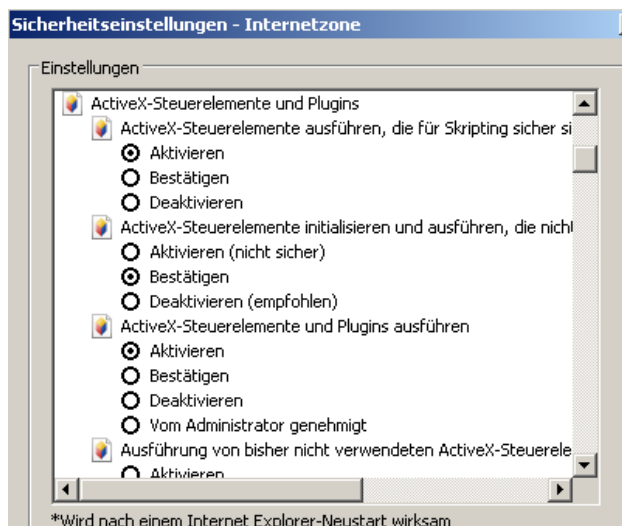 Sicherheitseinstellungen - Internetzone
Einstellungen
ActiveX-Steuerelemente und Plugins
ActiveX-Steuerelemente ausführen, die für Skripting sicher si
Aktivieren
Bestätigen
Deaktivieren
ActiveX-Steuerelemente initialisieren und ausführen, die nich
Aktivieren (nicht sicher)
Bestätigen
Deaktivieren (empfohlen)
ActiveX-Steuerelemente und Plugins ausführen
Aktivieren
Bestätigen
Deaktivieren
Vom Administrator genehmigt
Ausführung von bisher nicht verwendeten ActiveX-Steuerele
Aktivieren
*Wird nach einem Internet Explorer-Neustart wirksam